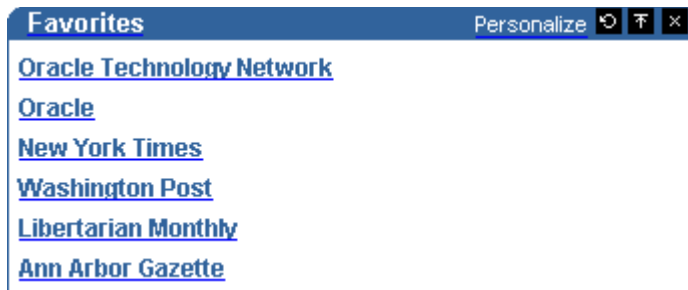 Favorites Personalize
Oracle Technology Network
Oracle
New York Times
Washington Post
Libertarian Monthly
Ann Arbor Gazette